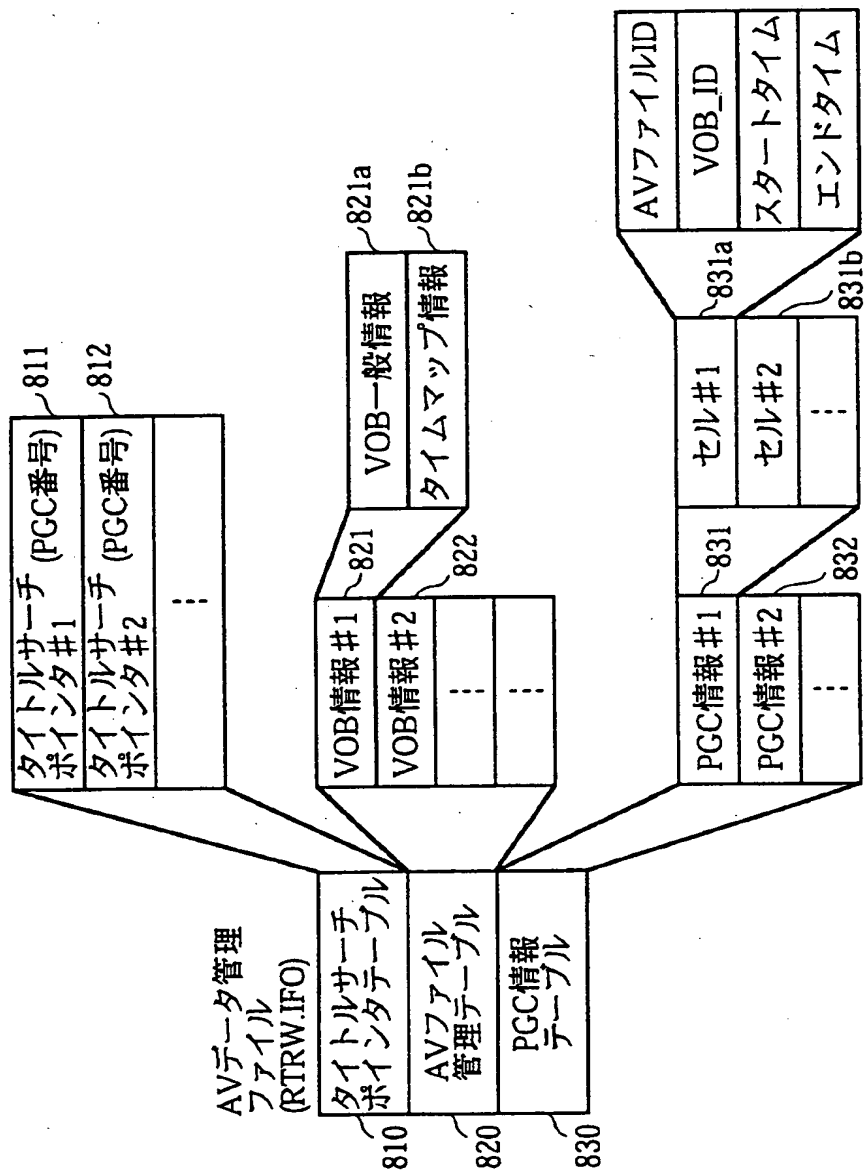 AVデータ管理
ファイル
(RTRW.IFO)
タイトルサーチ
ポインタテーブル
810
AVファイル
管理テーブル
820
PGC情報
テーブル
830
タイトルサーチ
ポインタ#1
(PGC番号)
811
タイトルサーチ
ポインタ#2
(PGC番号)
812
VOB情報#1
821
VOB情報#2
822
VOB一般情報
821a
タイムマップ情報
821b
PGC情報#1
831
PGC情報#2
832
セル#1
831a
セル#2
831b
AVファイルID
VOB_ID
スタートタイム
エンドタイム